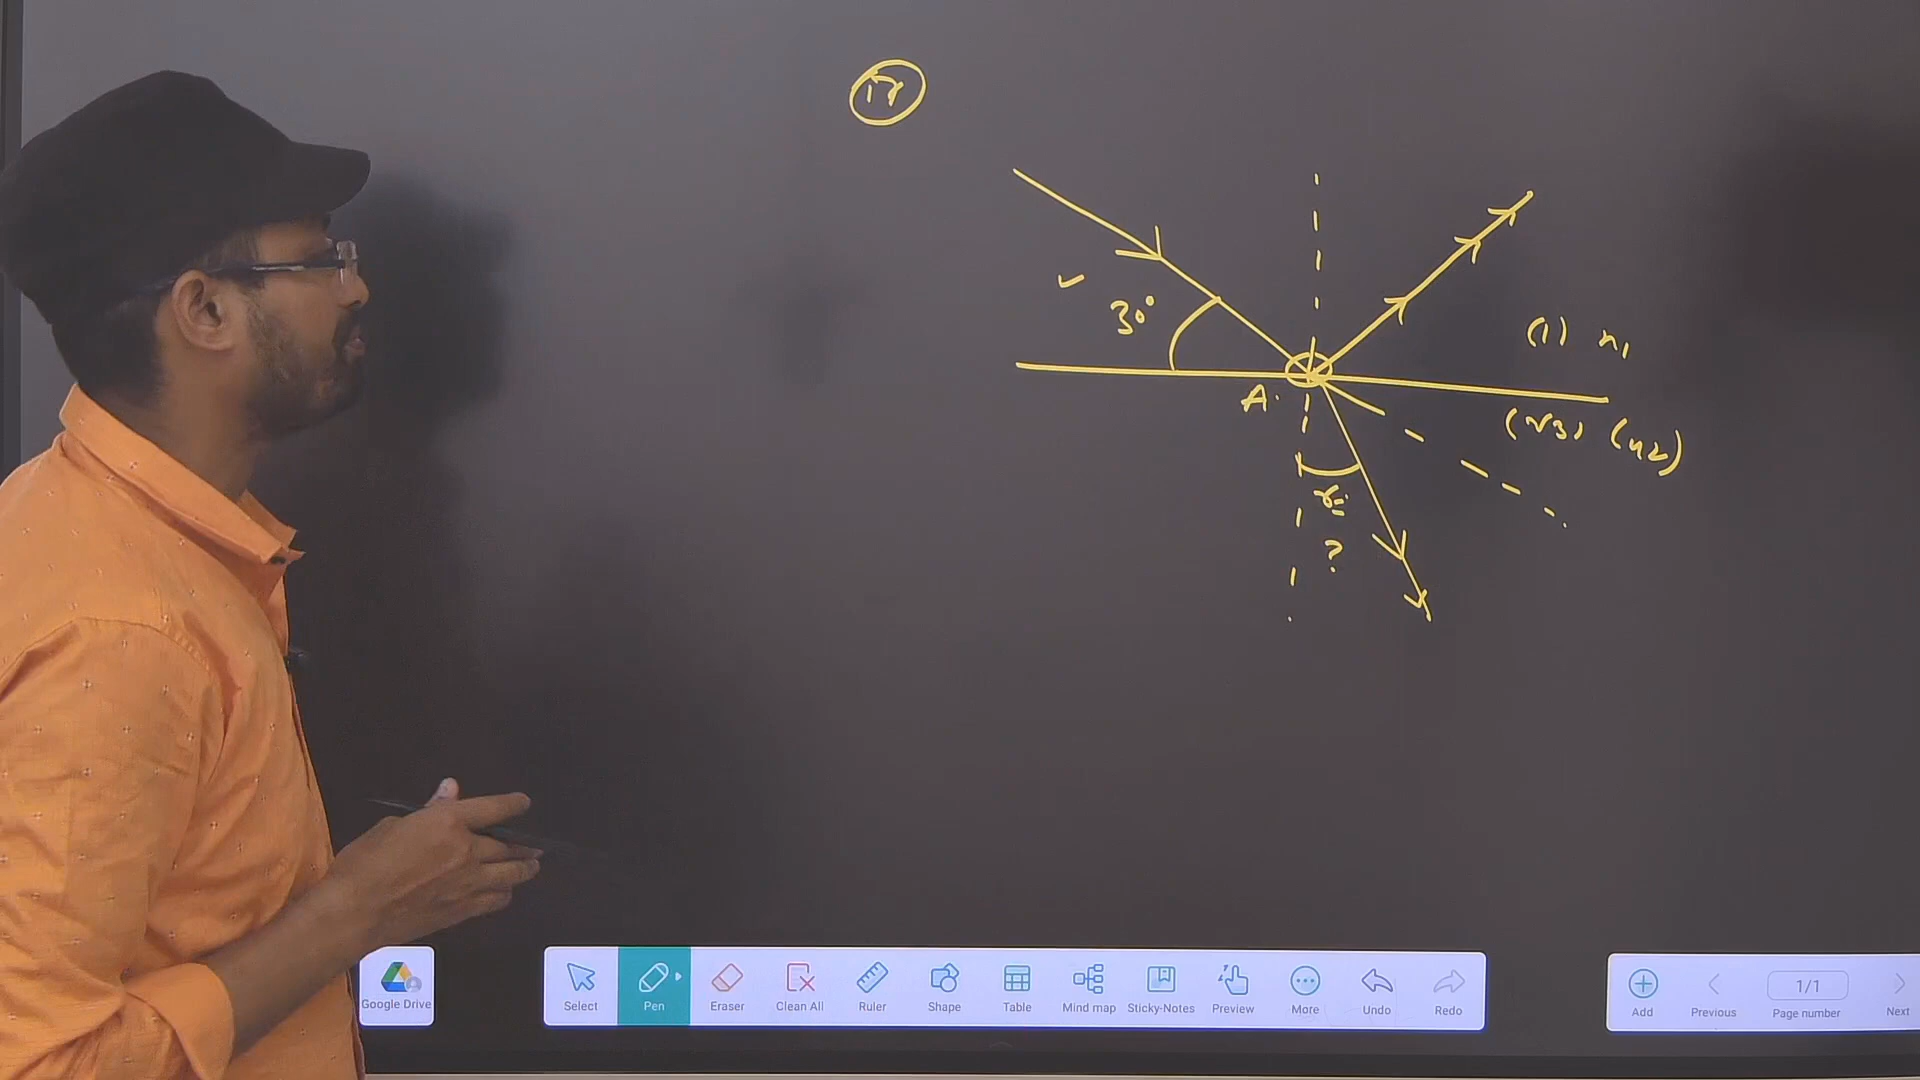 30°
(1) n₁
A.
(√3) (n₂)
r
?
Google Drive
Select
Pen
Eraser
Clean All
Ruler
Shape
Table
Mind map
Sticky-Notes
Preview
More
Undo
Redo
Add
Previous
1/1
Page number
Next